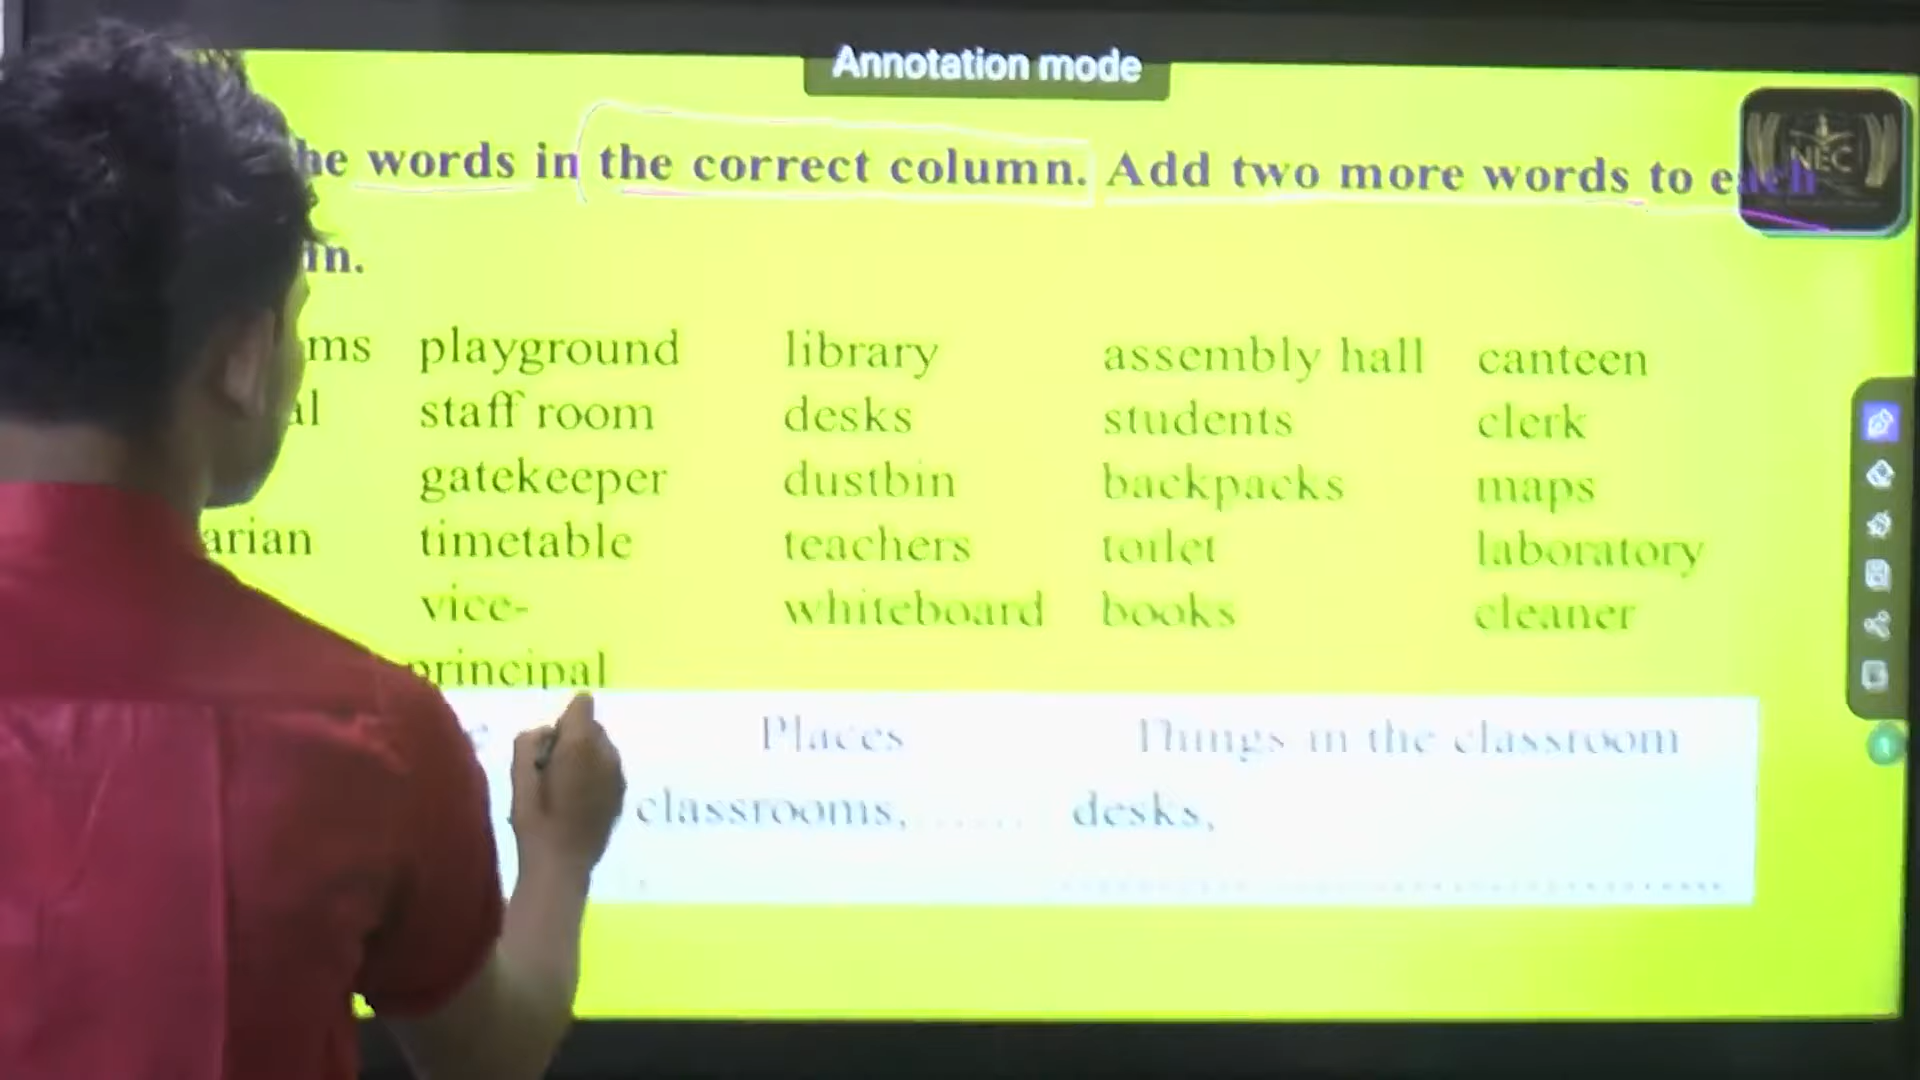 Annotation mode
he words in the correct column. Add two more words to each
in.
NEC
ms playground library assembly hall canteen
al staff room desks students clerk
gatekeeper dustbin backpacks maps
arian timetable teachers toilet laboratory
vice- whiteboard books cleaner
principal
e Places Things in the classroom
classrooms, ...... desks,